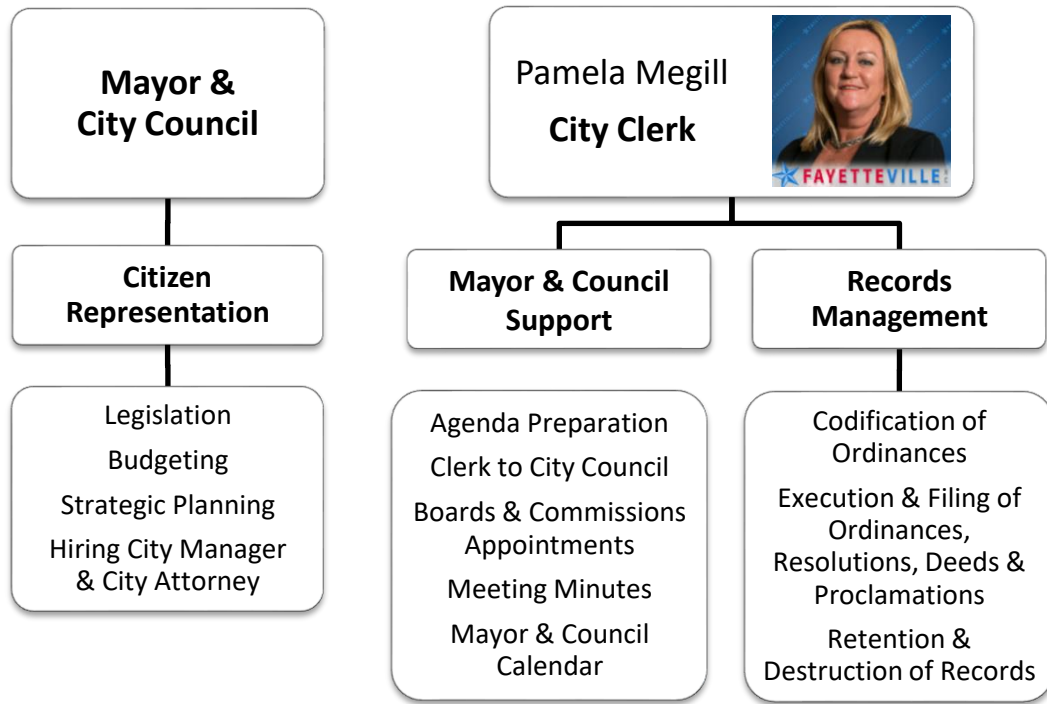 Mayor &
City Council
Pamela Megill
City Clerk
FAYETTEVILLE
Citizen
Representation
Mayor & Council
Support
Records
Management
Legislation
Budgeting
Strategic Planning
Hiring City Manager
& City Attorney
Agenda Preparation
Clerk to City Council
Boards & Commissions
Appointments
Meeting Minutes
Mayor & Council
Calendar
Codification of
Ordinances
Execution & Filing of
Ordinances,
Resolutions, Deeds &
Proclamations
Retention &
Destruction of Records